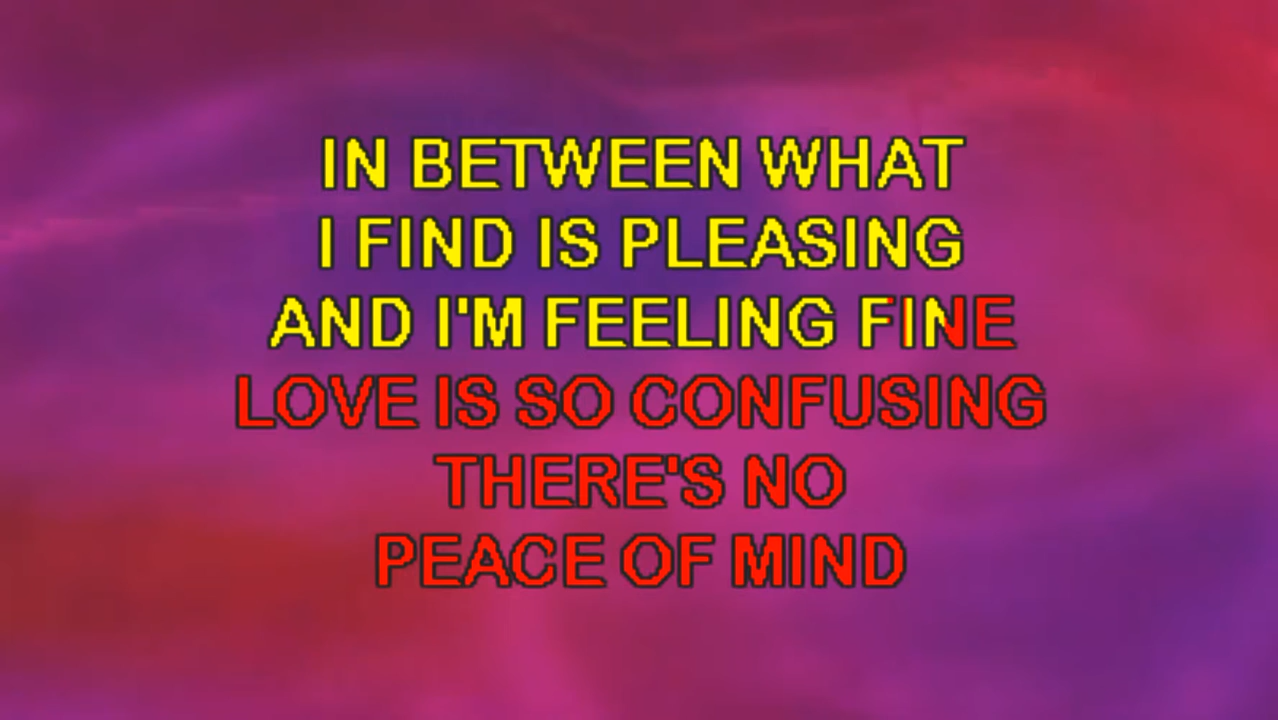 IN BETWEEN WHAT
I FIND IS PLEASING
AND I'M FEELING FINE
LOVE IS SO CONFUSING
THERE'S NO
PEACE OF MIND